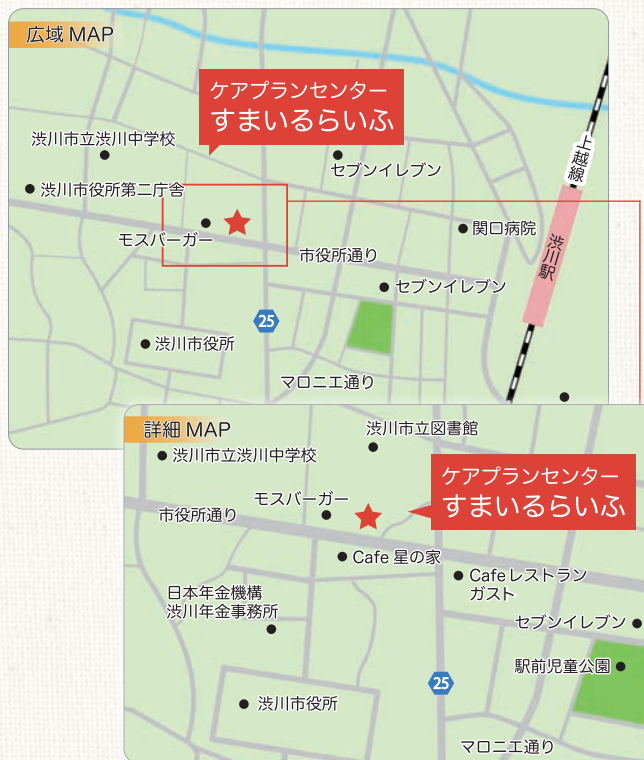 広域 MAP
ケアプランセンター
すまいるらいふ
渋川市立渋川中学校
セブンイレブン
渋川市役所第二庁舎
上越線
モスバーガー
関口病院
渋川駅
市役所通り
セブンイレブン
25
渋川市役所
マロニエ通り
詳細 MAP
渋川市立図書館
渋川市立渋川中学校
ケアプランセンター
すまいるらいふ
モスバーガー
市役所通り
Cafe 星の家
Cafeレストラン
ガスト
日本年金機構
渋川年金事務所
セブンイレブン
駅前児童公園
25
渋川市役所
マロニエ通り